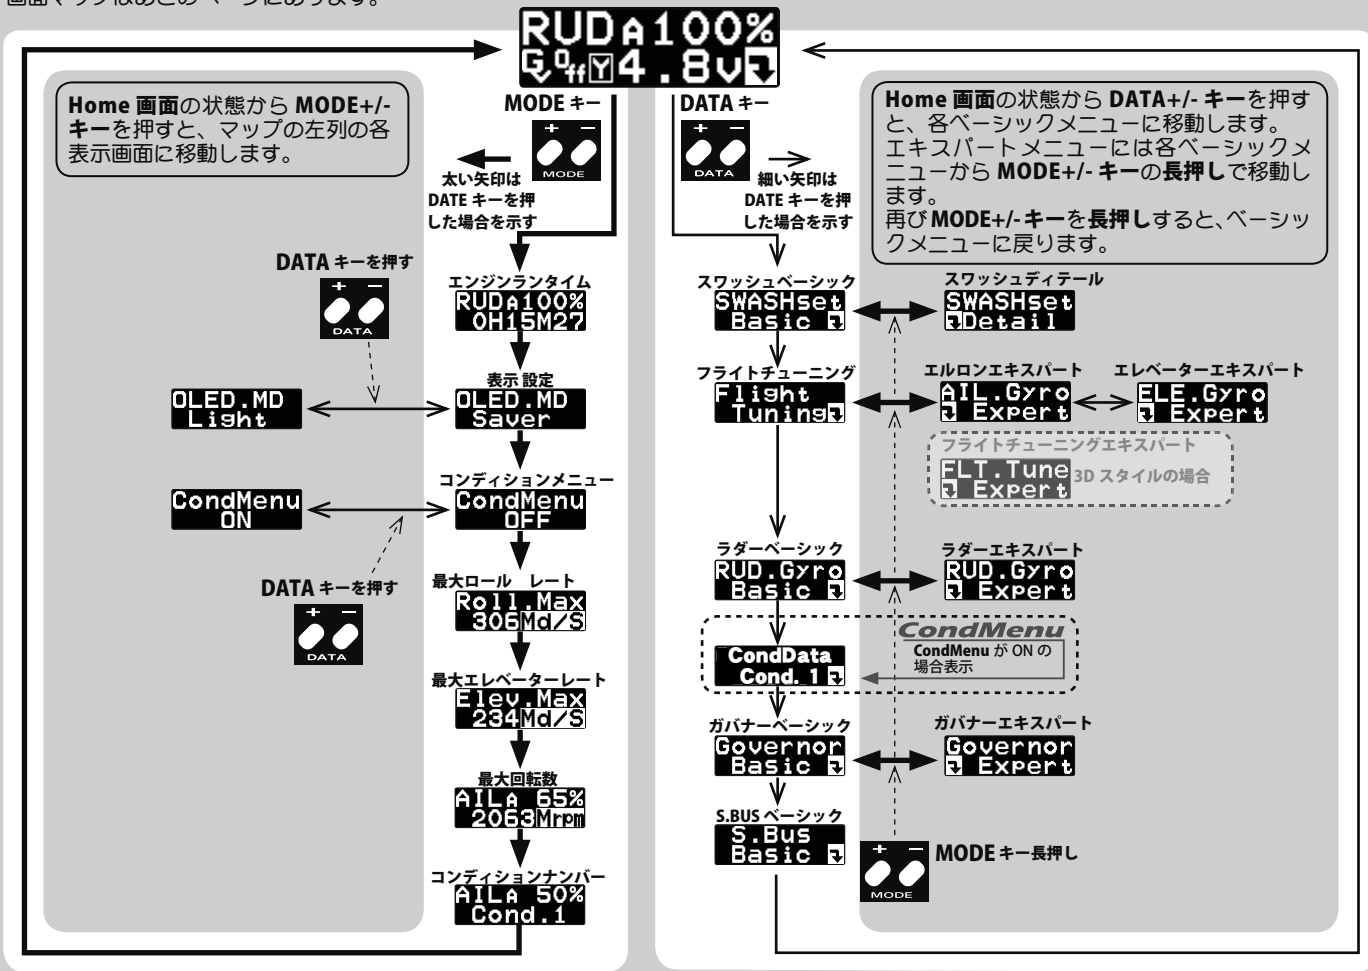 画面マップはあとのページにあります。
RUDA100%
G Off Y 4.8v
MODE キー
DATA キー
+ −
MODE
+ −
DATA
Home 画面の状態から MODE+/-
キーを押すと、マップの左列の各
表示画面に移動します。
太い矢印は
DATE キーを押
した場合を示す
細い矢印は
DATE キーを押
した場合を示す
Home 画面の状態から DATA+/- キーを押す
と、各ベーシックメニューに移動します。
エキスパートメニューには各ベーシックメ
ニューから MODE+/- キーの長押しで移動し
ます。
再び MODE+/- キーを長押しすると、ベーシッ
クメニューに戻ります。
DATA キーを押す
+ −
DATA
エンジンランタイム
RUDA100%
0H15M27
表示 設定
OLED.MD
Light
OLED.MD
Saver
コンディションメニュー
CondMenu
ON
CondMenu
OFF
DATA キーを押す
+ −
DATA
最大ロール レート
Roll.Max
306Md/S
最大エレベーターレート
Elev.Max
234Md/S
最大回転数
AILA 65%
2063Mrpm
コンディションナンバー
AILA 50%
Cond.1
スワッシュベーシック
SWASHset
Basic
スワッシュディテール
SWASHset
Detail
フライトチューニング
Flight
Tuning
エルロンエキスパート
AIL.Gyro
Expert
エレベーターエキスパート
ELE.Gyro
Expert
フライトチューニングエキスパート
FLT.Tune
Expert
3D スタイルの場合
ラダーベーシック
RUD.Gyro
Basic
ラダーエキスパート
RUD.Gyro
Expert
CondMenu
CondMenu が ON の
場合表示
CondData
Cond. 1
ガバナーベーシック
Governor
Basic
ガバナーエキスパート
Governor
Expert
S.BUS ベーシック
S.Bus
Basic
+ −
MODE
MODE キー長押し